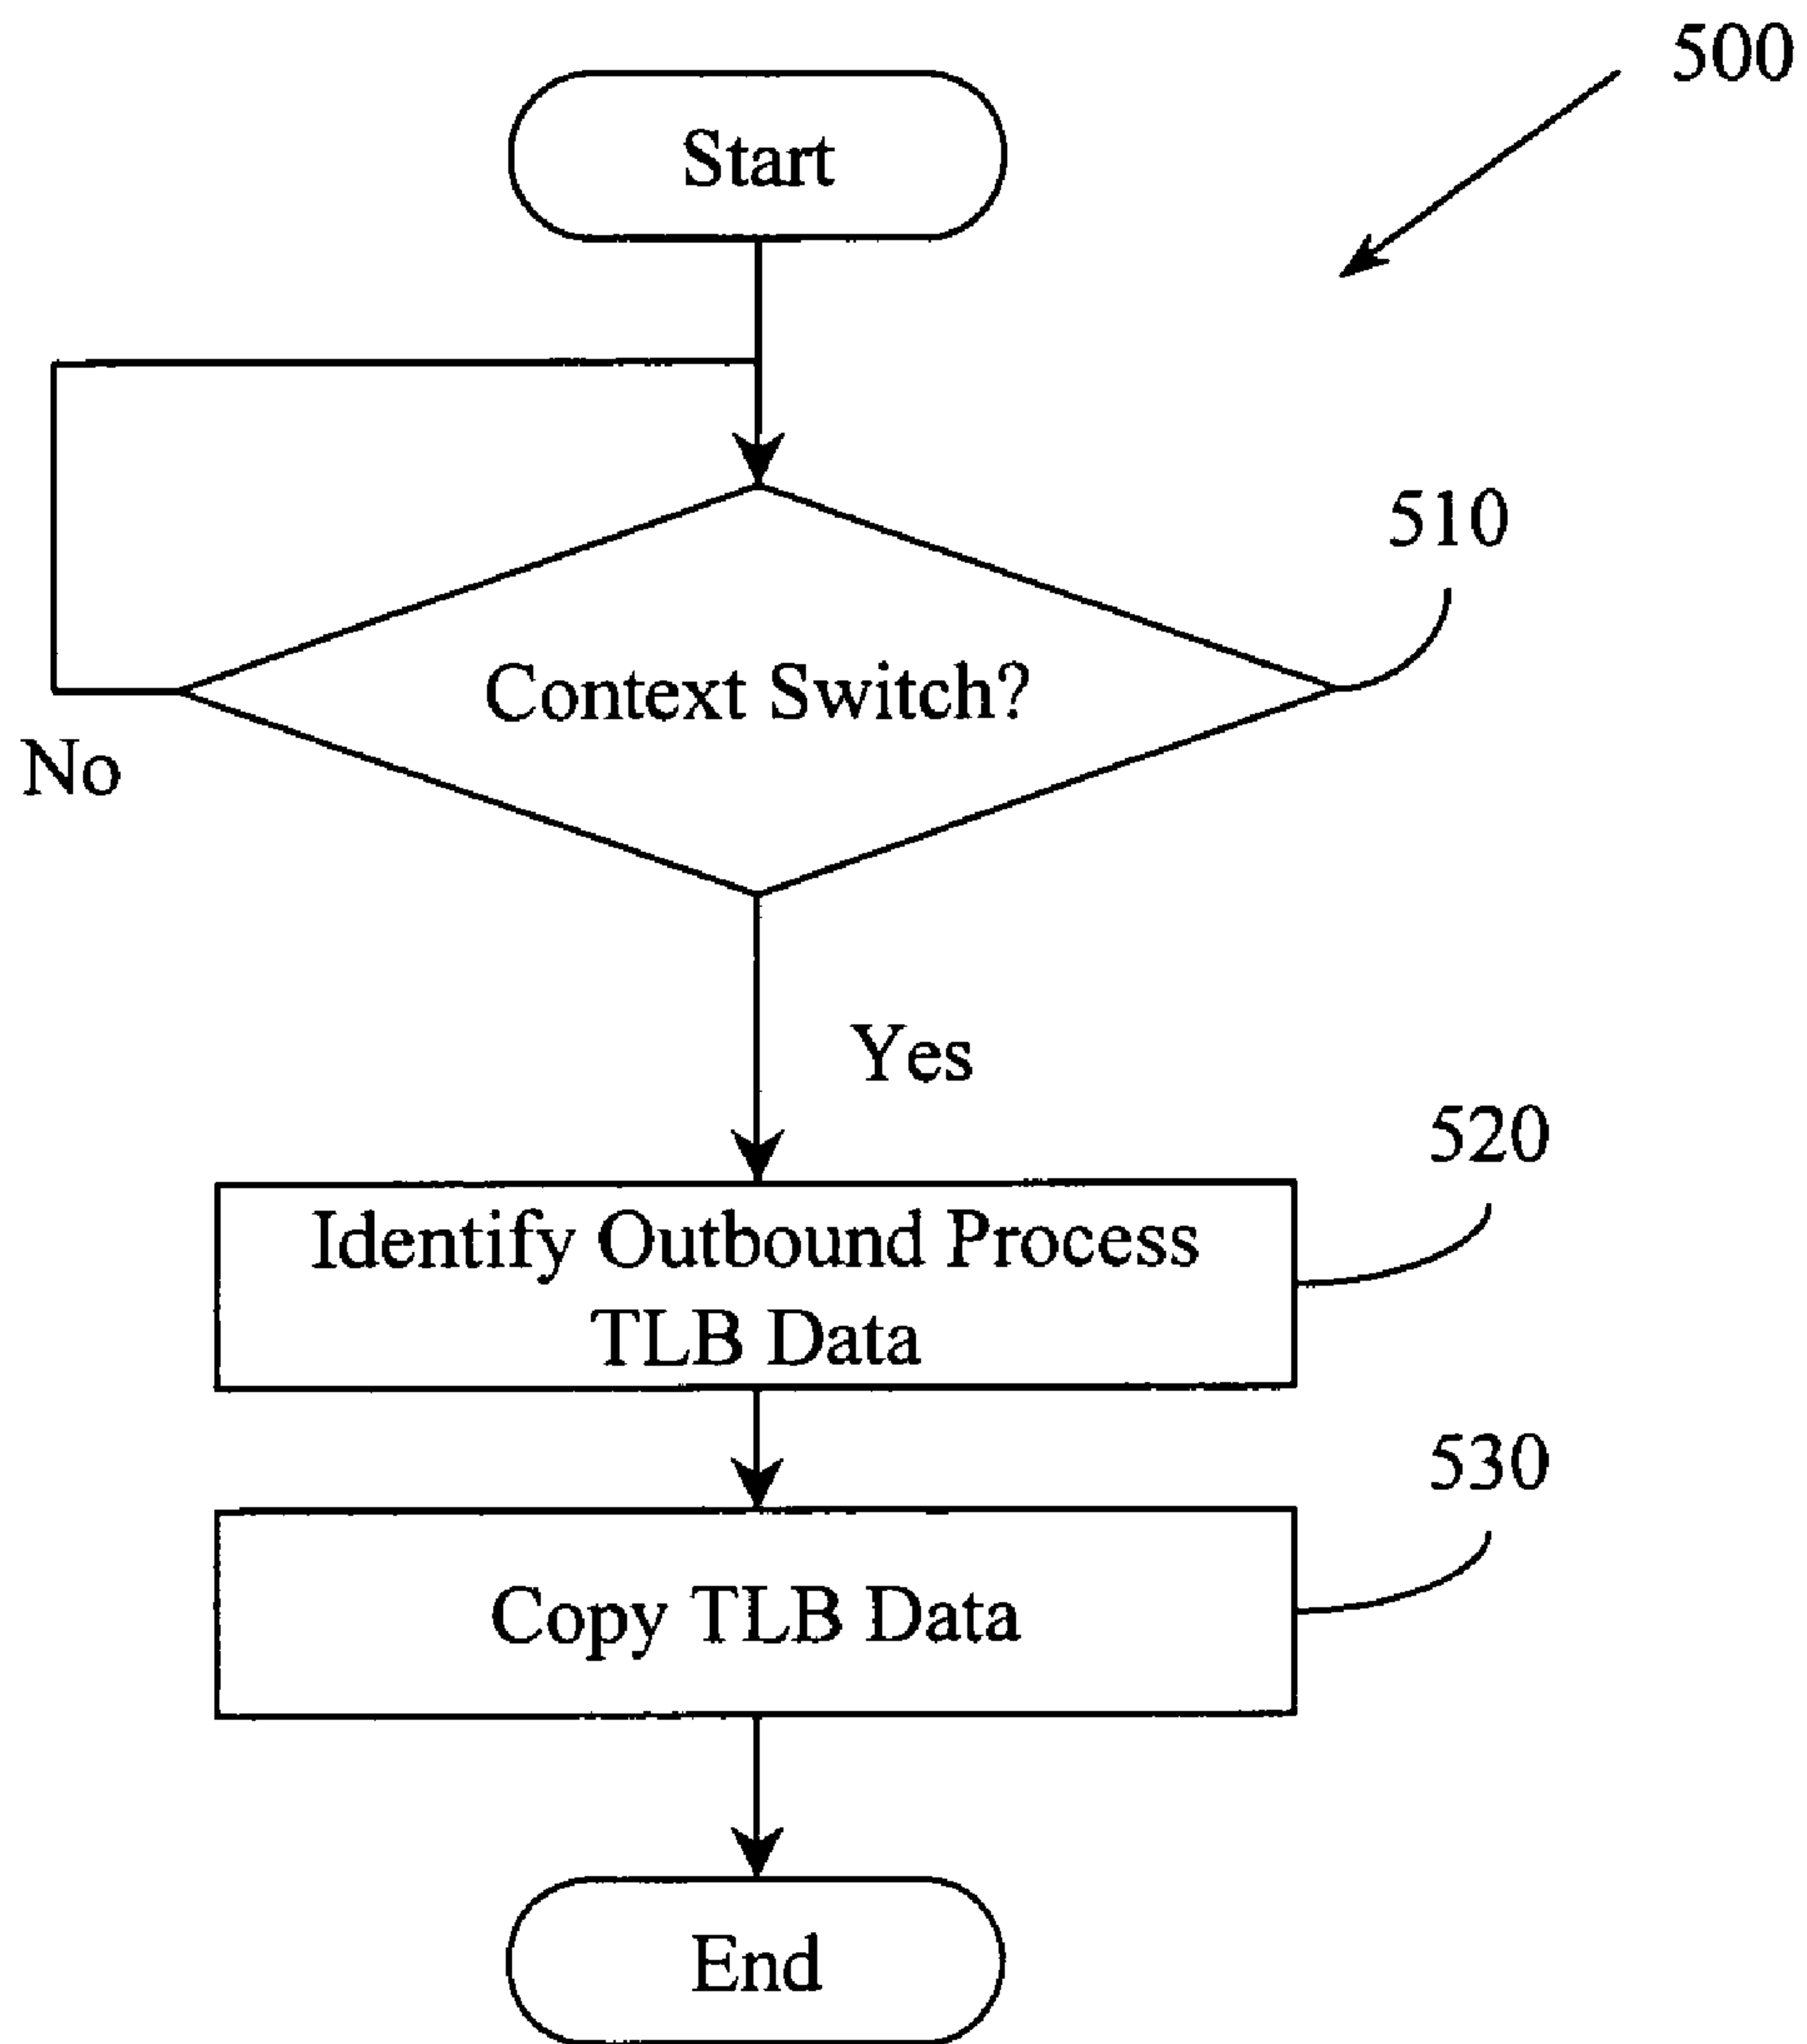 500
Start
510
Context Switch?
No
Yes
520
Identify Outbound Process
TLB Data
530
Copy TLB Data
End